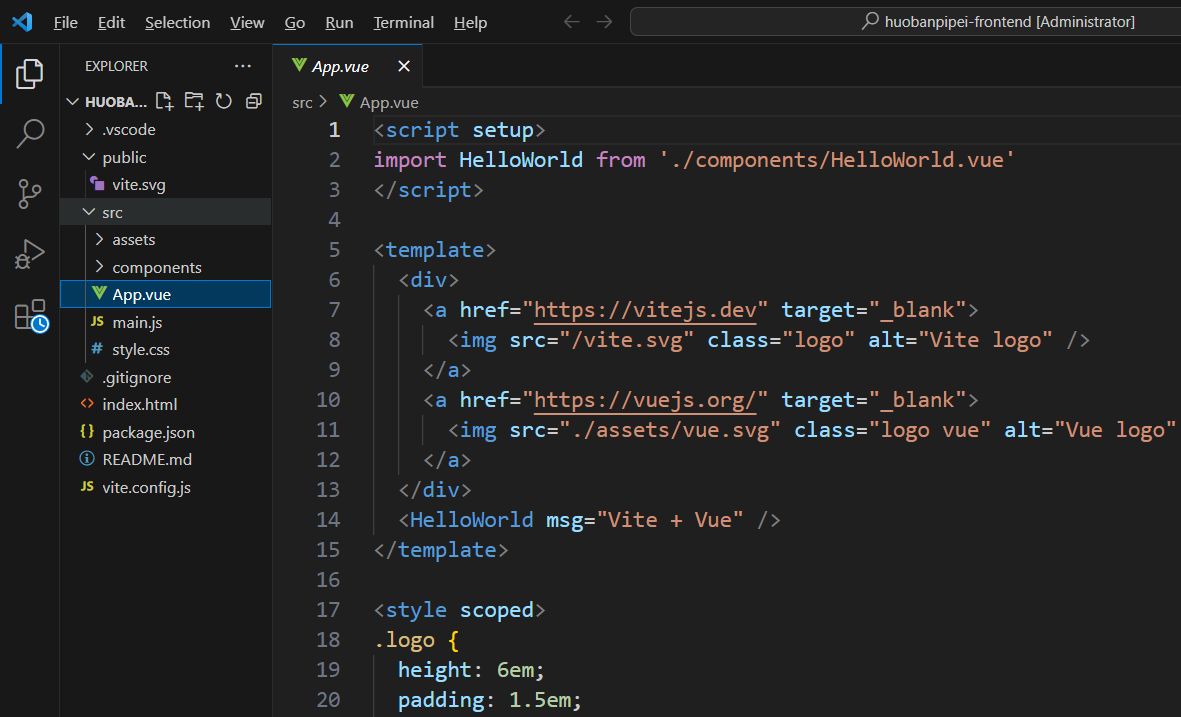 File Edit Selection View Go Run Terminal Help huobanpipei-frontend [Administrator]
EXPLORER ···
HUOBA...
.vscode
public
vite.svg
src
assets
components
App.vue
JS main.js
# style.css
.gitignore
<> index.html
{} package.json
README.md
JS vite.config.js
App.vue
src > App.vue
1 <script setup>
2 import HelloWorld from './components/HelloWorld.vue'
3 </script>
4
5 <template>
6   <div>
7     <a href="https://vitejs.dev" target="_blank">
8       <img src="/vite.svg" class="logo" alt="Vite logo" />
9     </a>
10     <a href="https://vuejs.org/" target="_blank">
11       <img src="./assets/vue.svg" class="logo vue" alt="Vue logo"
12     </a>
13   </div>
14   <HelloWorld msg="Vite + Vue" />
15 </template>
16
17 <style scoped>
18 .logo {
19   height: 6em;
20   padding: 1.5em;